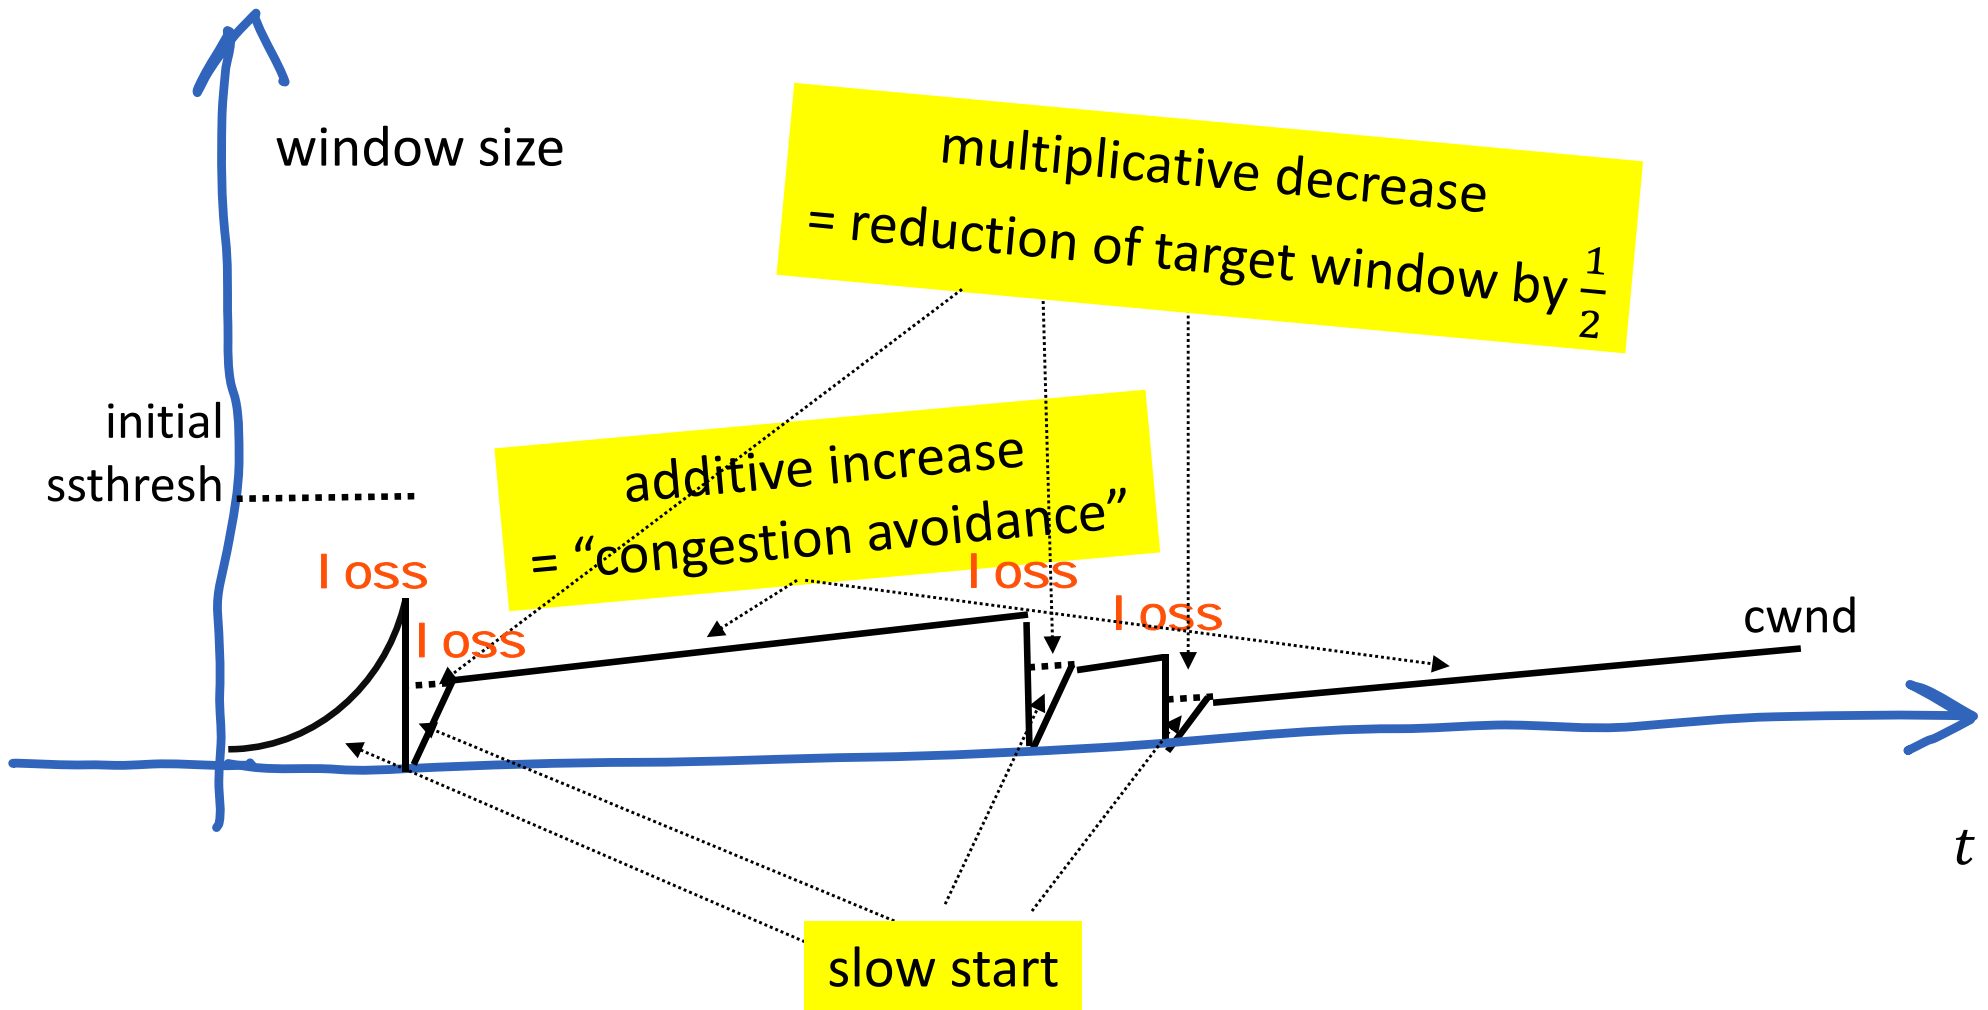 window size
multiplicative decrease
= reduction of target window by 1/2
initial
ssthresh
additive increase
= “congestion avoidance”
l oss
l oss
l oss
l oss
cwnd
t
slow start